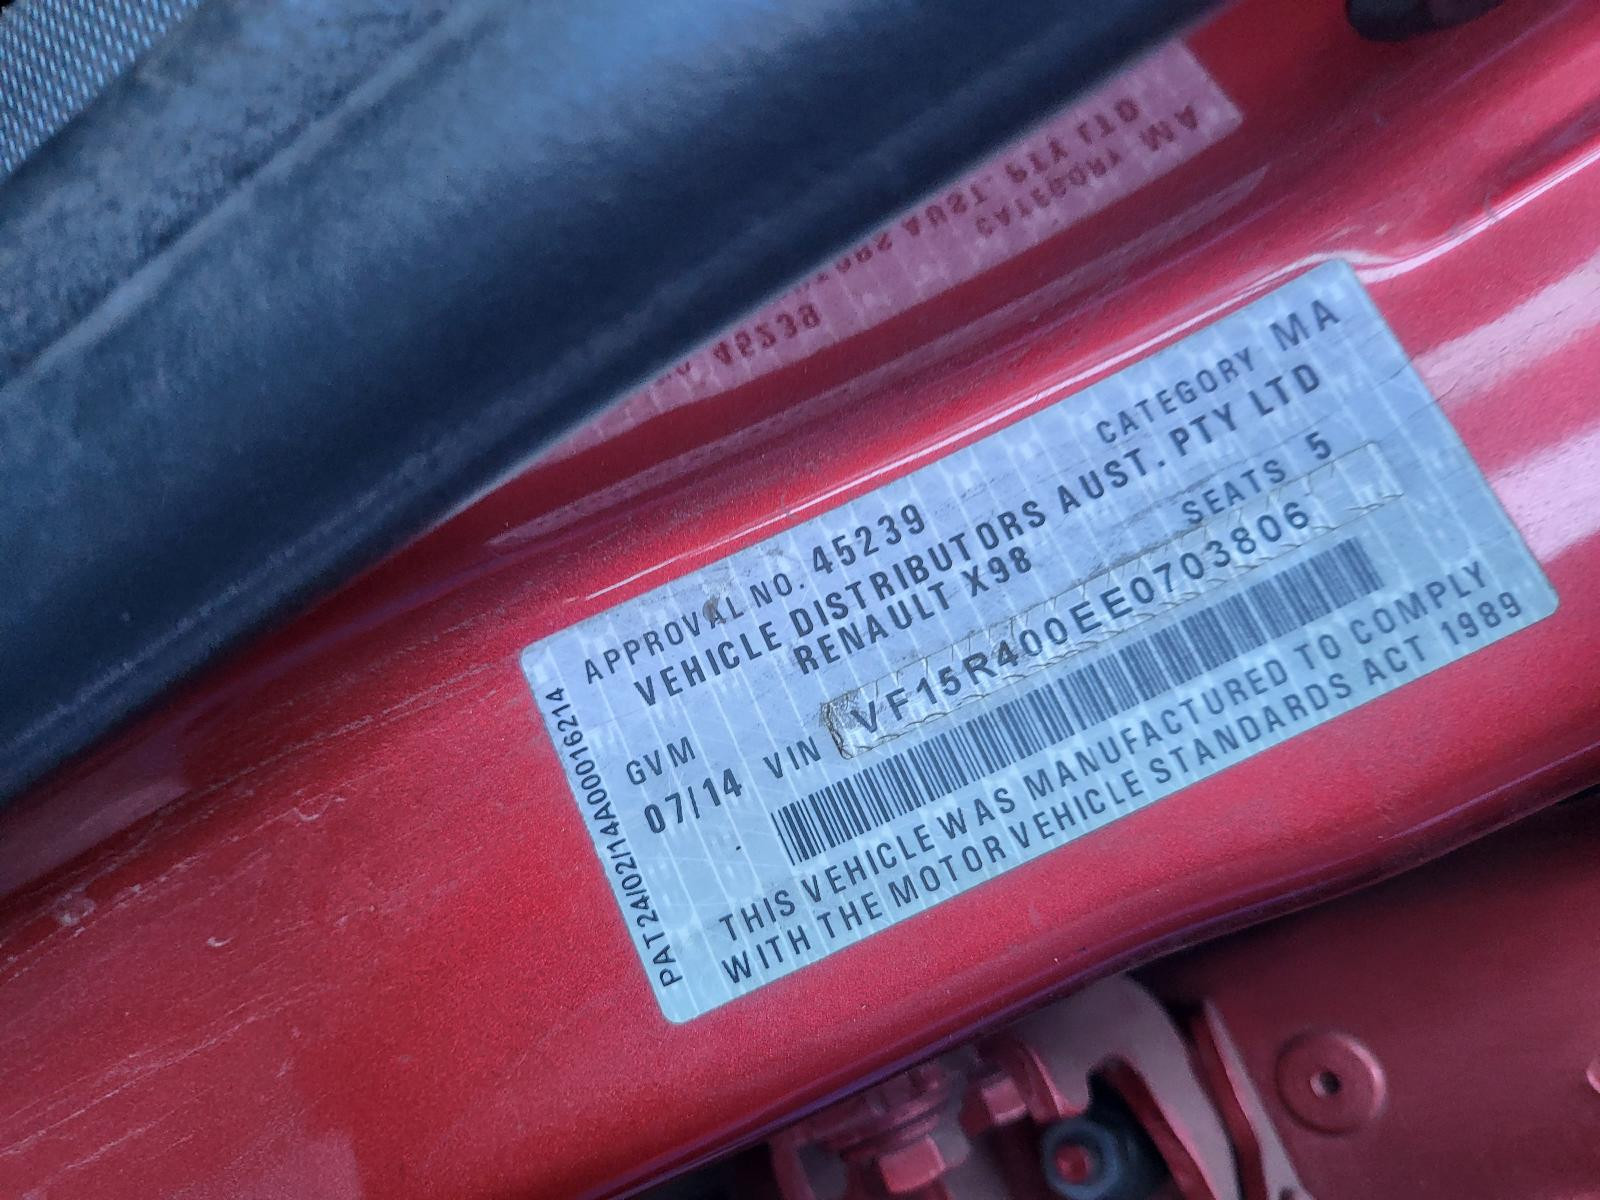 APPROVAL NO. 45239 CATEGORY MA
VEHICLE DISTRIBUTORS AUST. PTY LTD
RENAULT X98 SEATS 5
GVM VIN VF15R400EE0703806
07/14
THIS VEHICLE WAS MANUFACTURED TO COMPLY
WITH THE MOTOR VEHICLE STANDARDS ACT 1989
PAT24/02/14A00016214